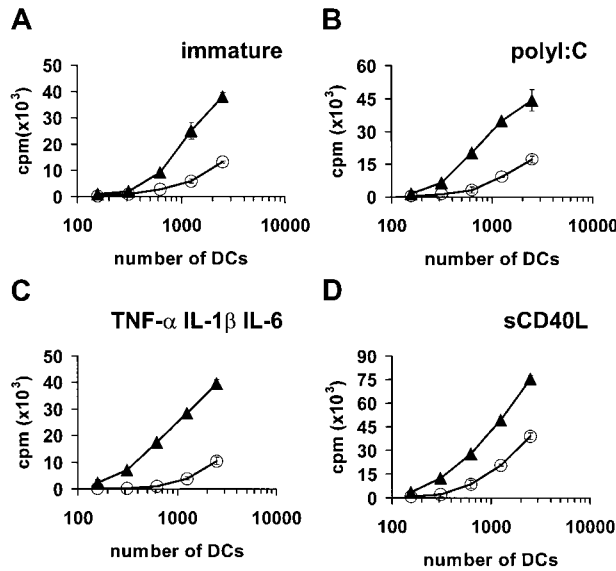 A
immature
cpm(x10³)
50
40
30
20
10
0
100 1000 10000
number of DCs
B
polyI:C
cpm (x10³)
60
45
30
15
0
100 1000 10000
number of DCs
C
TNF-α IL-1β IL-6
cpm (x10³)
50
40
30
20
10
0
100 1000 10000
number of DCs
D
sCD40L
cpm (x10³)
90
75
60
45
30
15
0
100 1000 10000
number of DCs